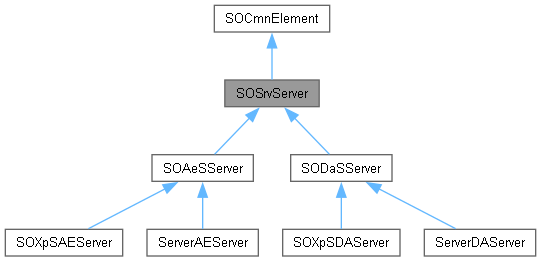 SOCmnElement
SOSrvServer
SOAeSServer
SODaSServer
SOXpSAEServer
ServerAEServer
SOXpSDAServer
ServerDAServer